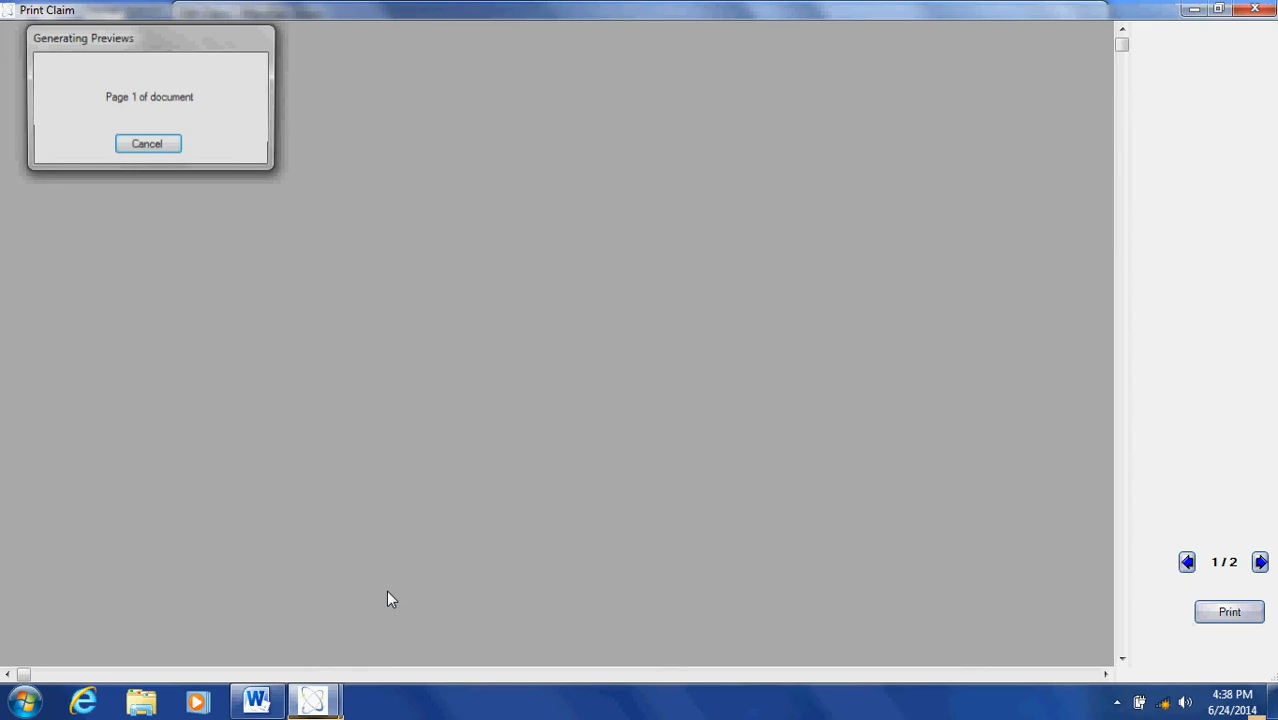 Print Claim
Generating Previews
Page 1 of document
Cancel
1 / 2
Print
4:38 PM
6/24/2014